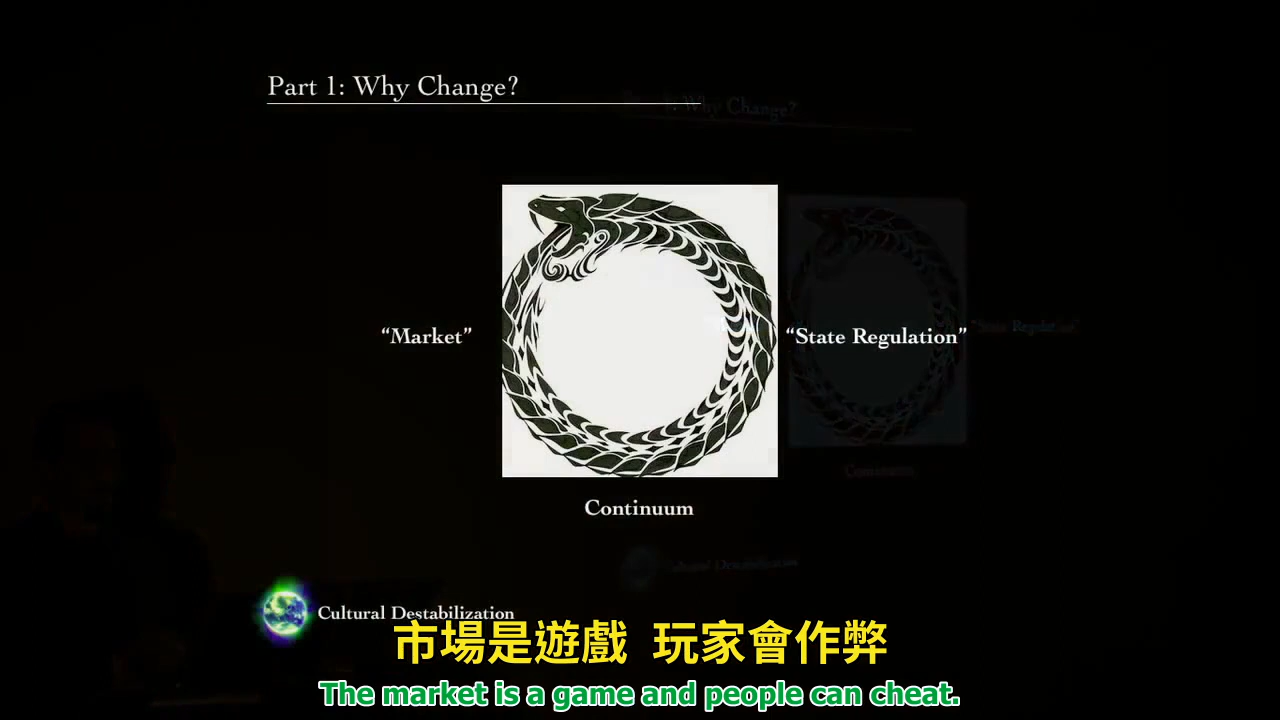 Part 1: Why Change?
“Market”
“State Regulation”
Continuum
Cultural Destabilization
市場是遊戲 玩家會作弊
The market is a game and people can cheat.